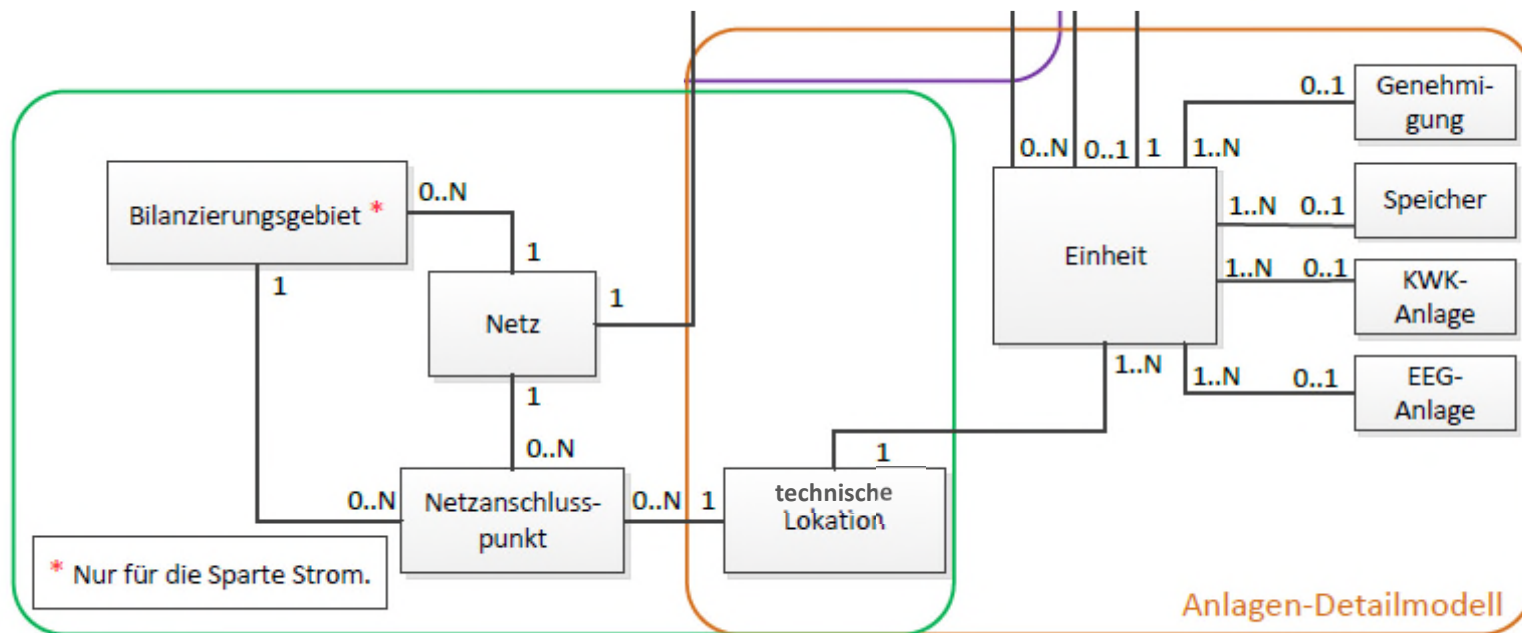 0..1
Genehmi-
gung
0..N
0..1
1
1..N
Bilanzierungsgebiet *
0..N
1..N
0..1
Speicher
1
Einheit
1..N
0..1
KWK-
Anlage
1
Netz
1
1
1..N
1..N
0..1
EEG-
Anlage
0..N
1
0..N
Netzanschluss-
punkt
0..N
1
technische
Lokation
* Nur für die Sparte Strom.
Anlagen-Detailmodell